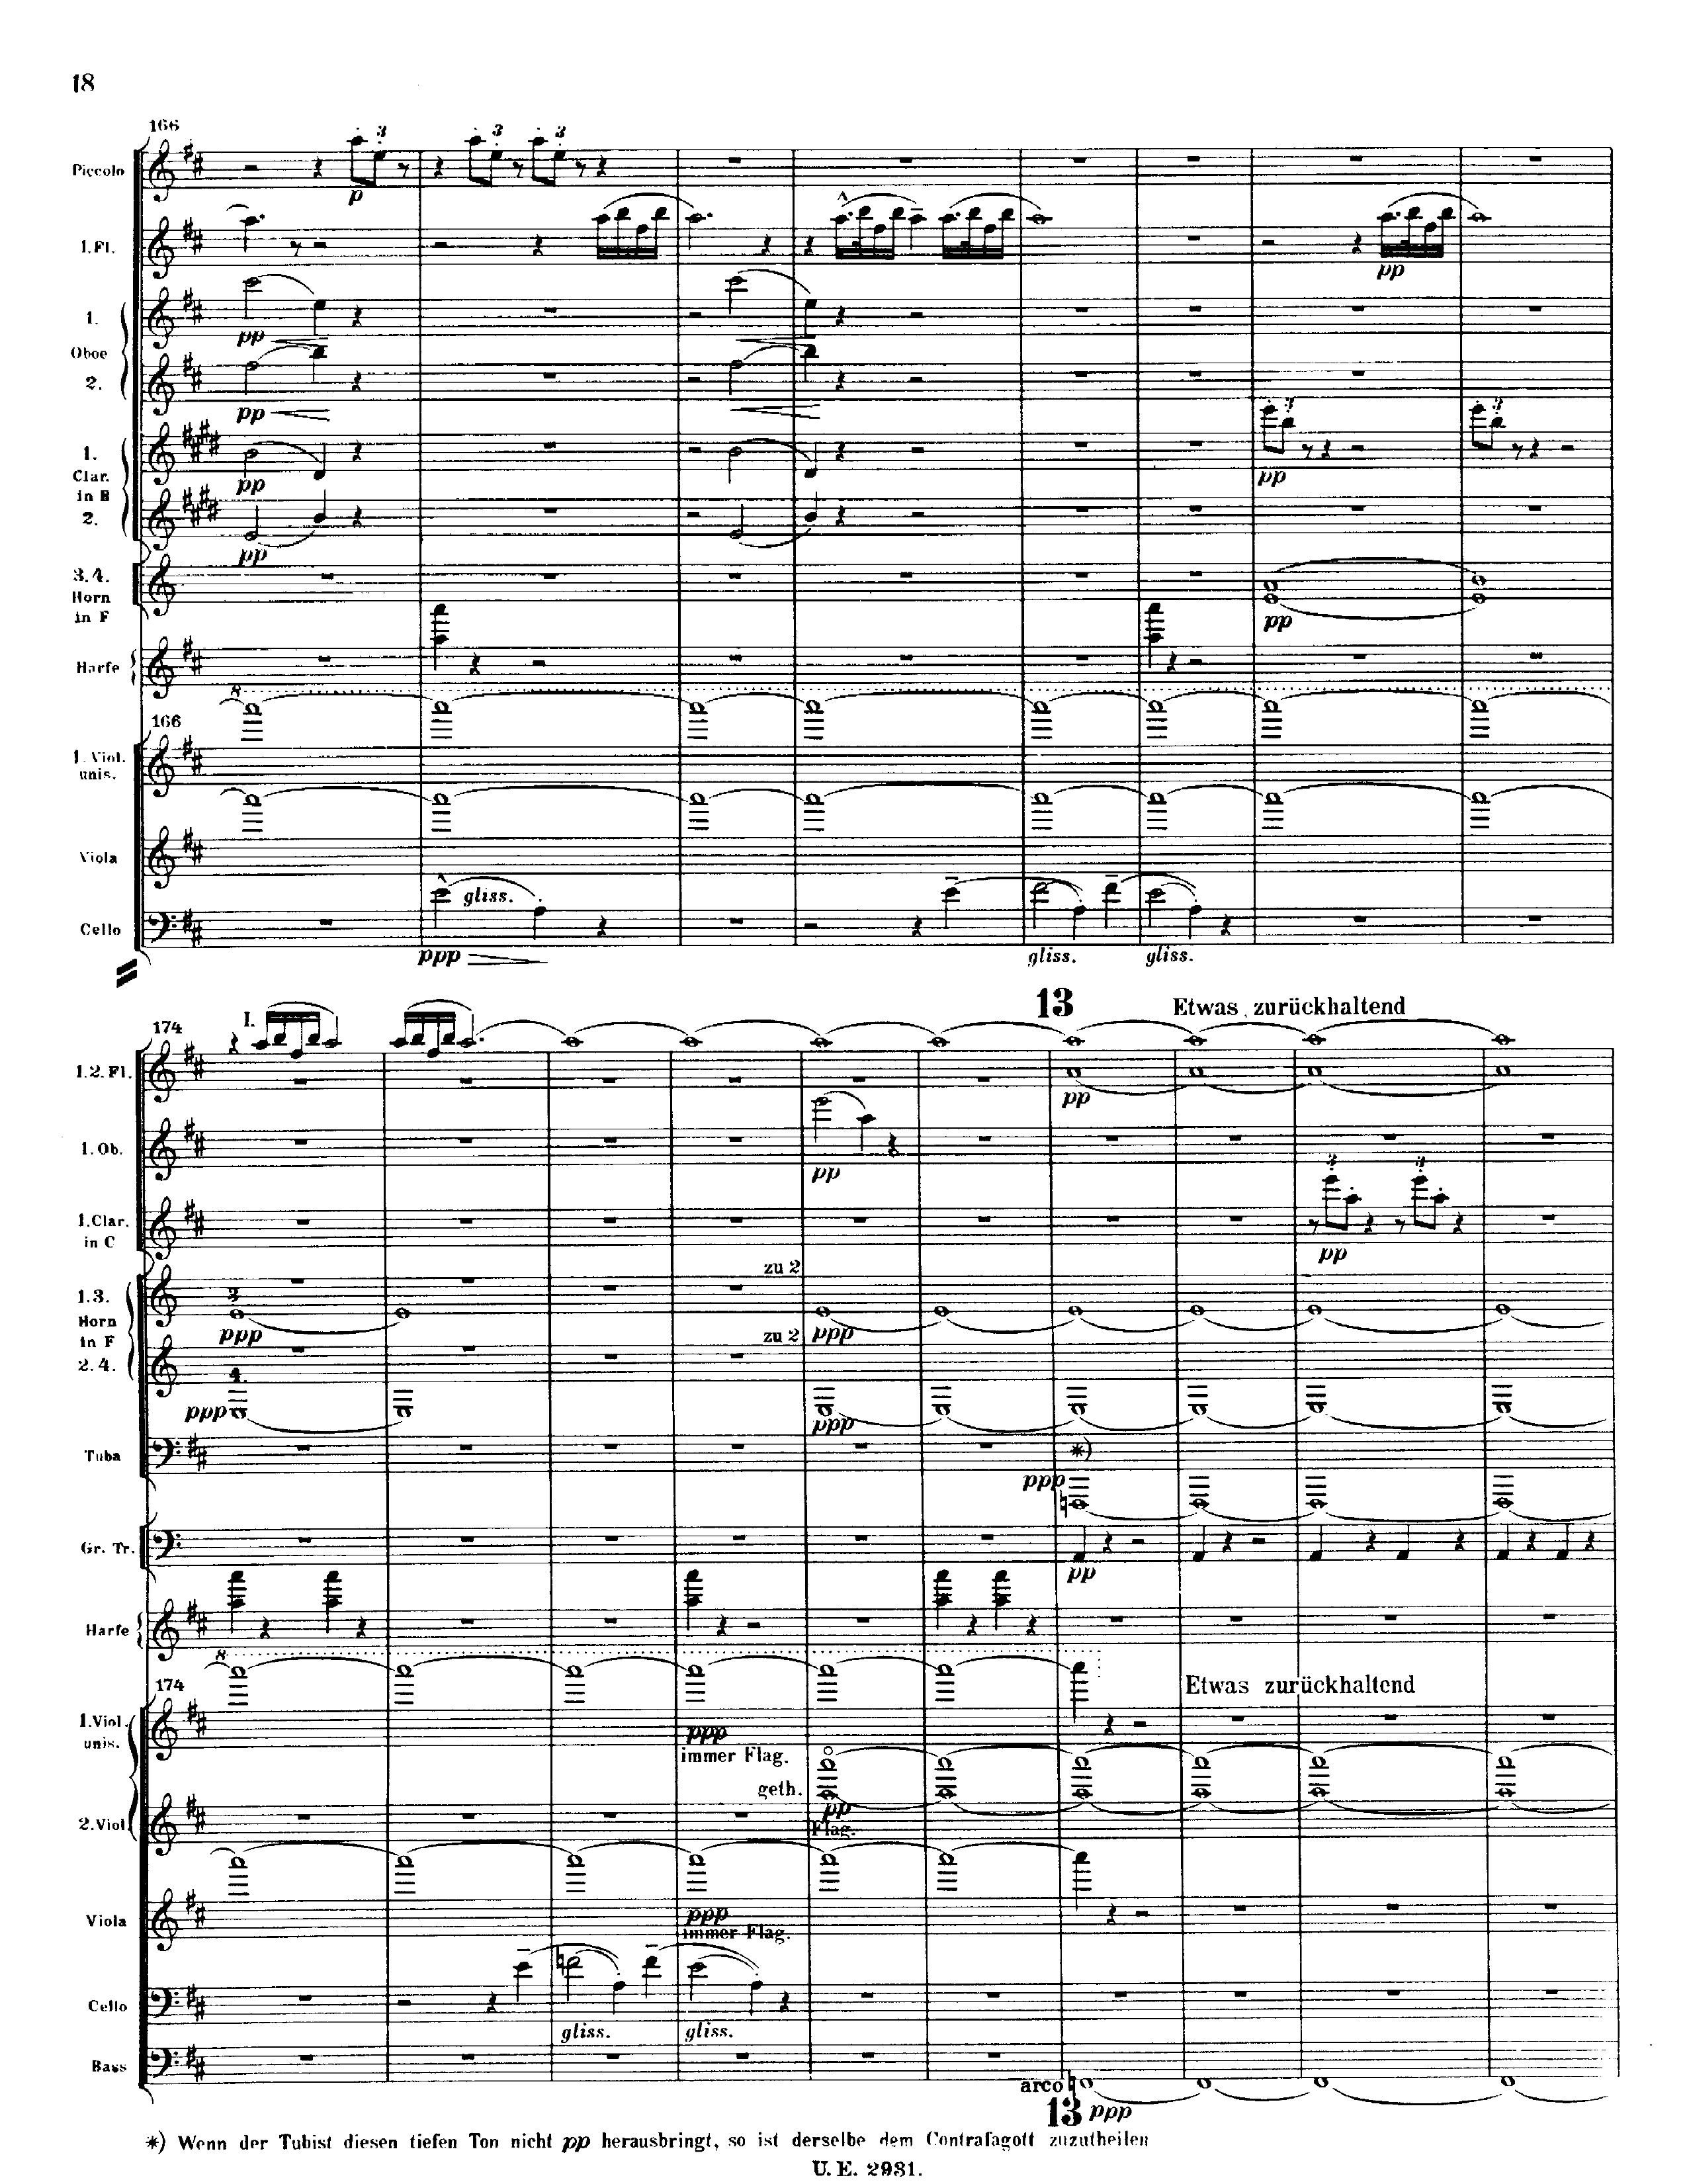 18
166
3 3 3
Piccolo
p
1.Fl.
pp
1.
pp
Oboe
2.
pp
3 3
1.
Clar.
in B
pp pp
2.
pp
3.4.
Horn
in F
pp
Harfe
8
166
1. Viol.
unis.
Viola
gliss.
Cello
ppp gliss. gliss.
13 Etwas zurückhaltend
174 I.
1.2. Fl.
pp
1. Ob.
pp
3 3
1.Clar.
in C
pp
zu 2
1.3. 3
Horn
in F
ppp zu 2 ppp
2.4. 4
ppp ppp
Tuba *)
ppp
Gr. Tr.
pp
Harfe
8
174 Etwas zurückhaltend
1.Viol.
unis.
ppp
immer Flag.
geth.
pp
2.Viol
Flag.
Viola
ppp
immer Flag.
Cello
gliss. gliss.
Bass
arco
13 ppp
*) Wenn der Tubist diesen tiefen Ton nicht pp herausbringt, so ist derselbe dem Contrafagott zuzutheilen
U. E. 2931.